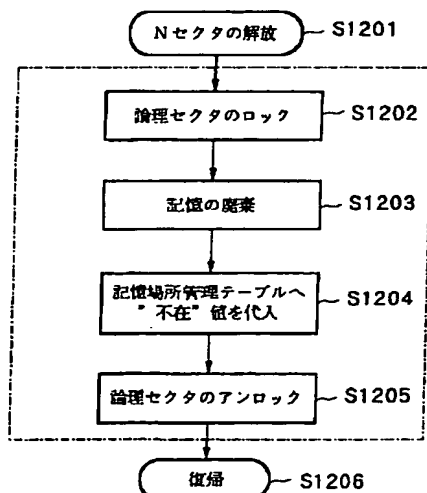 Nセクタの解放
S1201
論理セクタのロック
S1202
記憶の廃棄
S1203
記憶場所管理テーブルへ
"不在"値を代入
S1204
論理セクタのアンロック
S1205
復帰
S1206